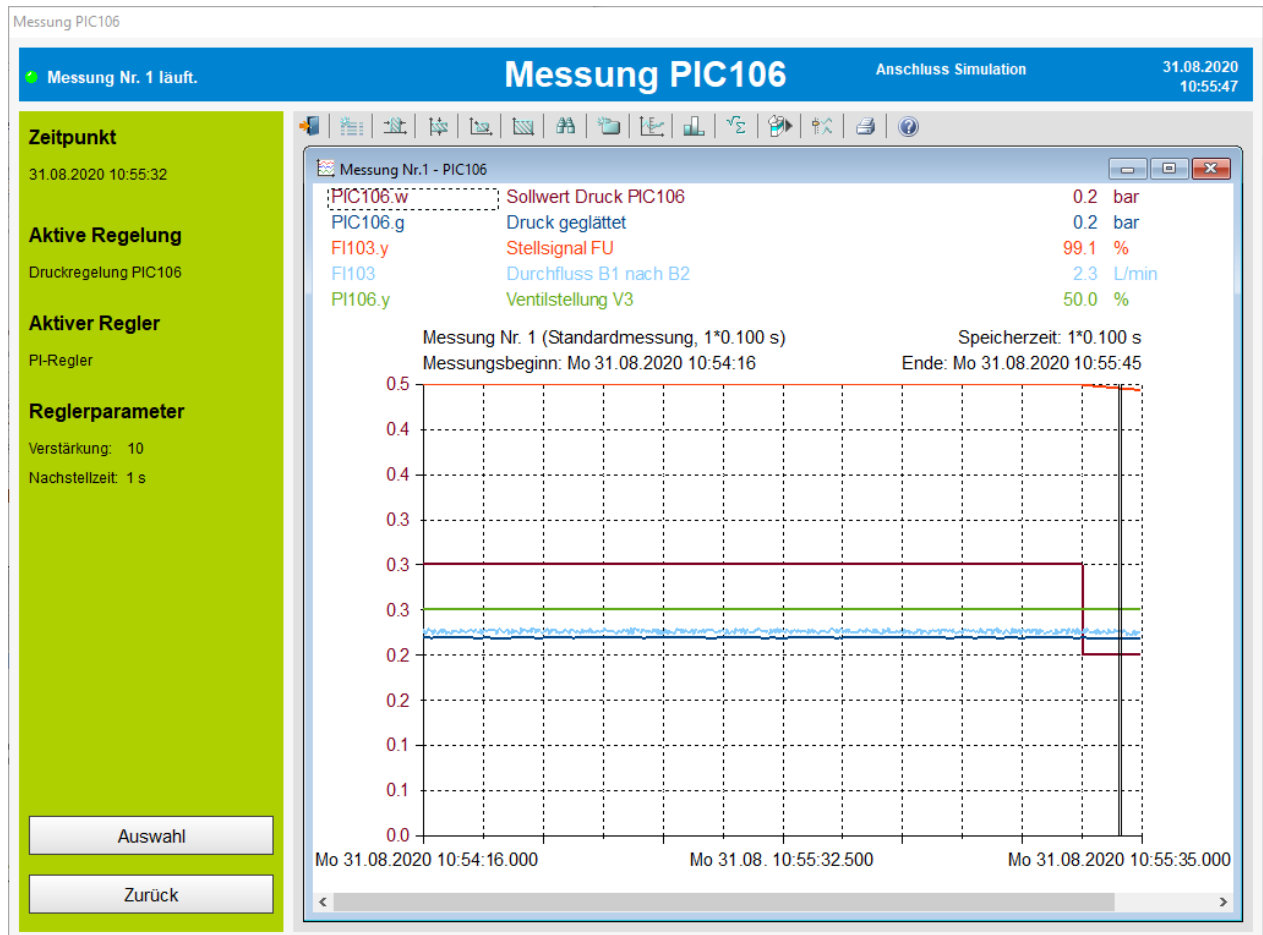 Messung PIC106
Messung Nr. 1 läuft.
Messung PIC106
Anschluss Simulation
31.08.2020
10:55:47
Zeitpunkt
31.08.2020 10:55:32
Aktive Regelung
Druckregelung PIC106
Aktiver Regler
PI-Regler
Reglerparameter
Verstärkung: 10
Nachstellzeit: 1 s
Auswahl
Zurück
Messung Nr.1 - PIC106
PIC106.w Sollwert Druck PIC106 0.2 bar
PIC106.g Druck geglättet 0.2 bar
FI103.y Stellsignal FU 99.1 %
FI103 Durchfluss B1 nach B2 2.3 L/min
PI106.y Ventilstellung V3 50.0 %
Messung Nr. 1 (Standardmessung, 1*0.100 s) Speicherzeit: 1*0.100 s
Messungsbeginn: Mo 31.08.2020 10:54:16 Ende: Mo 31.08.2020 10:55:45
0.5
0.4
0.4
0.3
0.3
0.3
0.2
0.2
0.1
0.1
0.0
Mo 31.08.2020 10:54:16.000 Mo 31.08. 10:55:32.500 Mo 31.08.2020 10:55:35.000